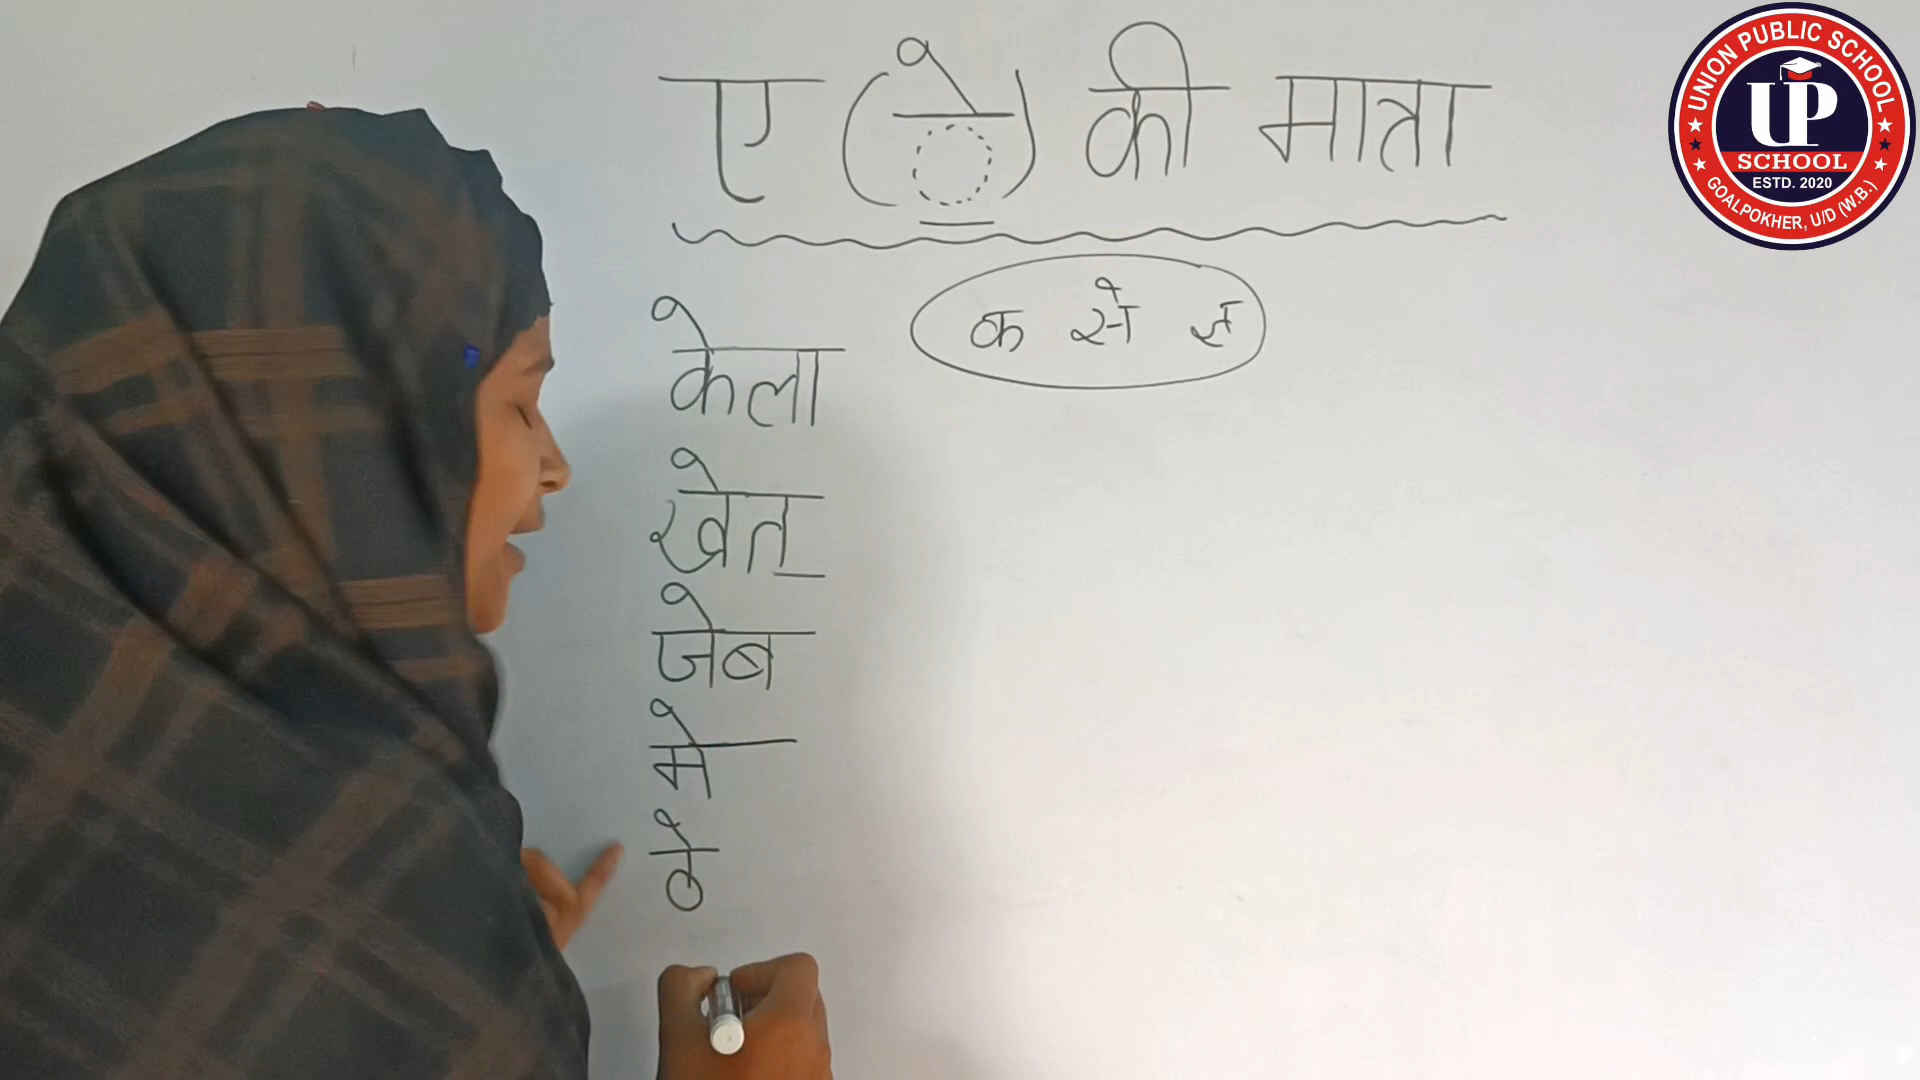 ए (े) की मात्रा
क से ह
केला
खेत
जेब
मे
ठे
UNION PUBLIC SCHOOL
UP
SCHOOL
ESTD. 2020
GOALPOKHER, U/D (W.B.)